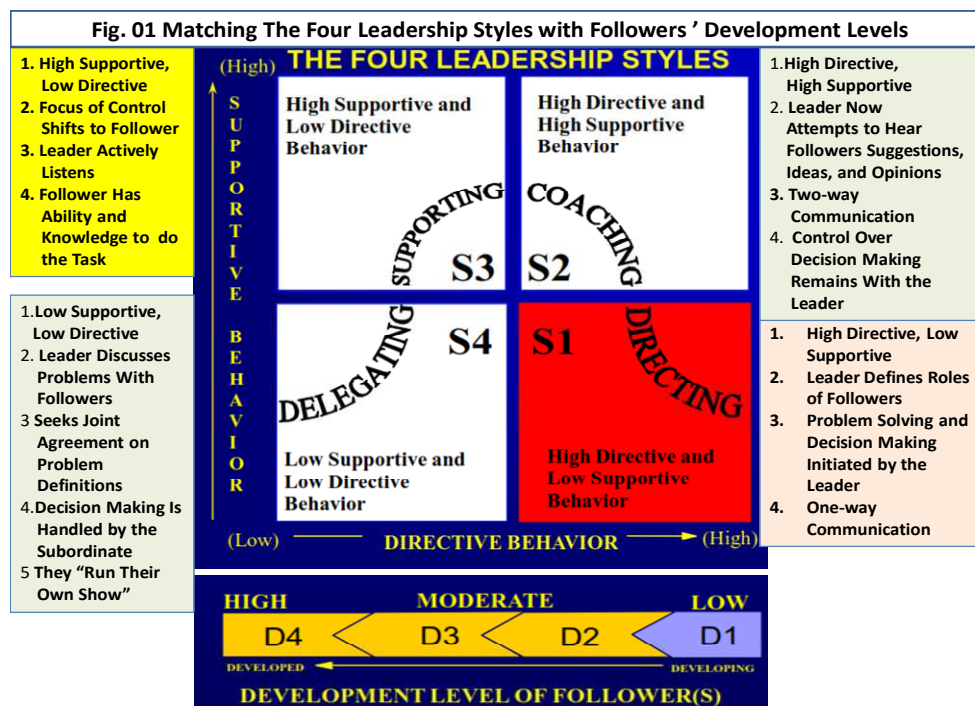 Fig. 01 Matching The Four Leadership Styles with Followers ’ Development Levels
1. High Supportive,
Low Directive
2. Focus of Control
Shifts to Follower
3. Leader Actively
Listens
4. Follower Has
Ability and
Knowledge to do
the Task
1.Low Supportive,
Low Directive
2. Leader Discusses
Problems With
Followers
3 Seeks Joint
Agreement on
Problem
Definitions
4.Decision Making Is
Handled by the
Subordinate
5 They “Run Their
Own Show”
(High) THE FOUR LEADERSHIP STYLES
SUPPORTIVE BEHAVIOR
High Supportive and
Low Directive
Behavior
SUPPORTING
S3
High Directive and
High Supportive
Behavior
COACHING
S2
DELEGATING
S4
Low Supportive and
Low Directive
Behavior
S1
DIRECTING
High Directive and
Low Supportive
Behavior
(Low) DIRECTIVE BEHAVIOR (High)
1.High Directive,
High Supportive
2. Leader Now
Attempts to Hear
Followers Suggestions,
Ideas, and Opinions
3. Two-way
Communication
4. Control Over
Decision Making
Remains With the
Leader
1. High Directive, Low
Supportive
2. Leader Defines Roles
of Followers
3. Problem Solving and
Decision Making
Initiated by the
Leader
4. One-way
Communication
HIGH MODERATE LOW
D4 D3 D2 D1
DEVELOPED DEVELOPING
DEVELOPMENT LEVEL OF FOLLOWER(S)